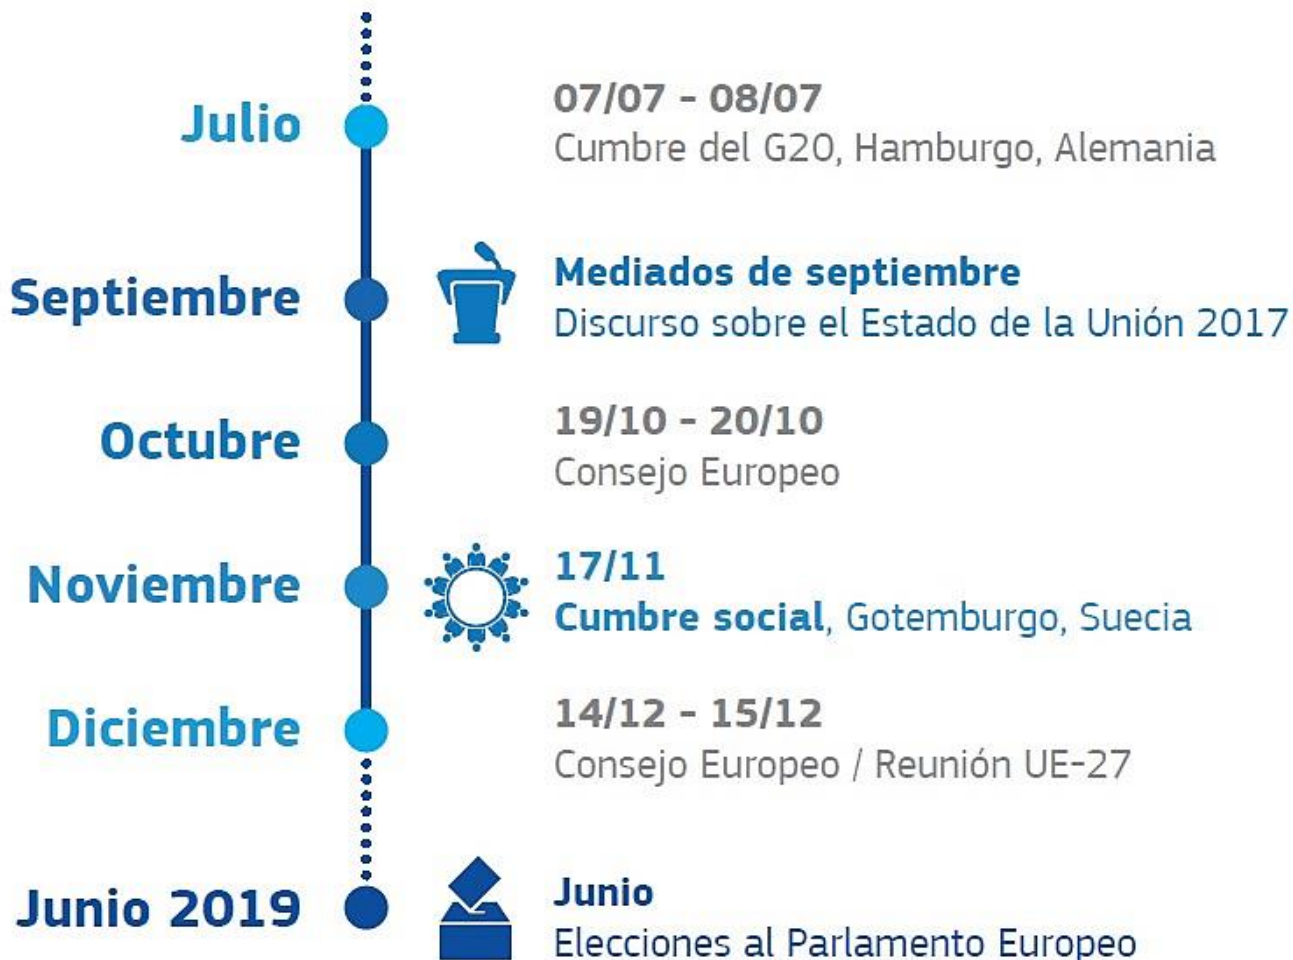 Julio
07/07 - 08/07
Cumbre del G20, Hamburgo, Alemania
Septiembre
Mediados de septiembre
Discurso sobre el Estado de la Unión 2017
Octubre
19/10 - 20/10
Consejo Europeo
Noviembre
17/11
Cumbre social, Gotemburgo, Suecia
Diciembre
14/12 - 15/12
Consejo Europeo / Reunión UE-27
Junio 2019
Junio
Elecciones al Parlamento Europeo